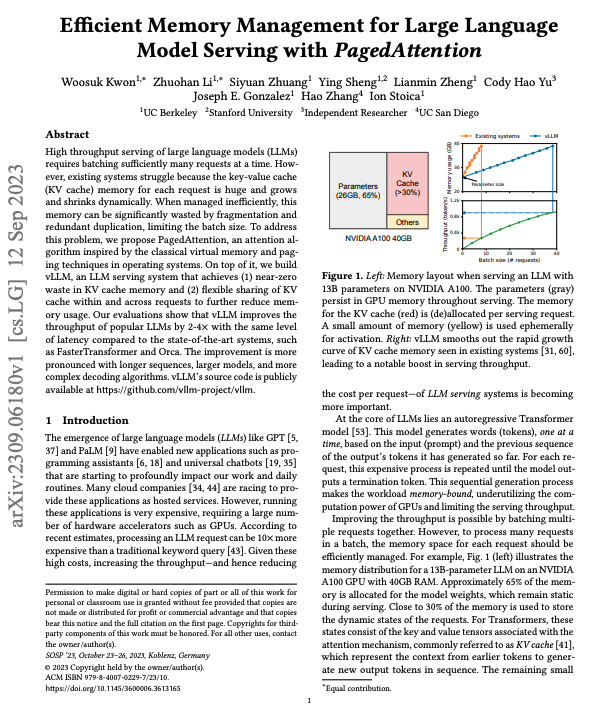 Efficient Memory Management for Large Language
Model Serving with PagedAttention
Woosuk Kwon1,* Zhuohan Li1,* Siyuan Zhuang1 Ying Sheng1,2 Lianmin Zheng1 Cody Hao Yu3
Joseph E. Gonzalez1 Hao Zhang4 Ion Stoica1
1UC Berkeley 2Stanford University 3Independent Researcher 4UC San Diego
arXiv:2309.06180v1 [cs.LG] 12 Sep 2023
Abstract
High throughput serving of large language models (LLMs)
requires batching sufficiently many requests at a time. How-
ever, existing systems struggle because the key-value cache
(KV cache) memory for each request is huge and grows
and shrinks dynamically. When managed inefficiently, this
memory can be significantly wasted by fragmentation and
redundant duplication, limiting the batch size. To address
this problem, we propose PagedAttention, an attention al-
gorithm inspired by the classical virtual memory and pag-
ing techniques in operating systems. On top of it, we build
vLLM, an LLM serving system that achieves (1) near-zero
waste in KV cache memory and (2) flexible sharing of KV
cache within and across requests to further reduce mem-
ory usage. Our evaluations show that vLLM improves the
throughput of popular LLMs by 2-4× with the same level
of latency compared to the state-of-the-art systems, such
as FasterTransformer and Orca. The improvement is more
pronounced with longer sequences, larger models, and more
complex decoding algorithms. vLLM's source code is publicly
available at https://github.com/vllm-project/vllm.
1 Introduction
The emergence of large language models (LLMs) like GPT [5,
37] and PaLM [9] have enabled new applications such as pro-
gramming assistants [6, 18] and universal chatbots [19, 35]
that are starting to profoundly impact our work and daily
routines. Many cloud companies [34, 44] are racing to pro-
vide these applications as hosted services. However, running
these applications is very expensive, requiring a large num-
ber of hardware accelerators such as GPUs. According to
recent estimates, processing an LLM request can be 10× more
expensive than a traditional keyword query [43]. Given these
high costs, increasing the throughput—and hence reducing
Permission to make digital or hard copies of part or all of this work for
personal or classroom use is granted without fee provided that copies are
not made or distributed for profit or commercial advantage and that copies
bear this notice and the full citation on the first page. Copyrights for third-
party components of this work must be honored. For all other uses, contact
the owner/author(s).
SOSP '23, October 23–26, 2023, Koblenz, Germany
© 2023 Copyright held by the owner/author(s).
ACM ISBN 979-8-4007-0229-7/23/10.
https://doi.org/10.1145/3600006.3613165
Parameters
(26GB, 65%)
KV
Cache
(>30%)
Others
NVIDIA A100 40GB
Existing systems vLLM
Memory usage (GB)
40
30
20
Parameter size
Throughput (token/s)
1.2k
0.8k
0.4k
0
0 10 20 30 40
Batch size (# requests)
Figure 1. Left: Memory layout when serving an LLM with
13B parameters on NVIDIA A100. The parameters (gray)
persist in GPU memory throughout serving. The memory
for the KV cache (red) is (de)allocated per serving request.
A small amount of memory (yellow) is used ephemerally
for activation. Right: vLLM smooths out the rapid growth
curve of KV cache memory seen in existing systems [31, 60],
leading to a notable boost in serving throughput.
the cost per request—of LLM serving systems is becoming
more important.
At the core of LLMs lies an autoregressive Transformer
model [53]. This model generates words (tokens), one at a
time, based on the input (prompt) and the previous sequence
of the output's tokens it has generated so far. For each re-
quest, this expensive process is repeated until the model out-
puts a termination token. This sequential generation process
makes the workload memory-bound, underutilizing the com-
putation power of GPUs and limiting the serving throughput.
Improving the throughput is possible by batching multi-
ple requests together. However, to process many requests
in a batch, the memory space for each request should be
efficiently managed. For example, Fig. 1 (left) illustrates the
memory distribution for a 13B-parameter LLM on an NVIDIA
A100 GPU with 40GB RAM. Approximately 65% of the mem-
ory is allocated for the model weights, which remain static
during serving. Close to 30% of the memory is used to store
the dynamic states of the requests. For Transformers, these
states consist of the key and value tensors associated with the
attention mechanism, commonly referred to as KV cache [41],
which represent the context from earlier tokens to gener-
ate new output tokens in sequence. The remaining small
*Equal contribution.
1